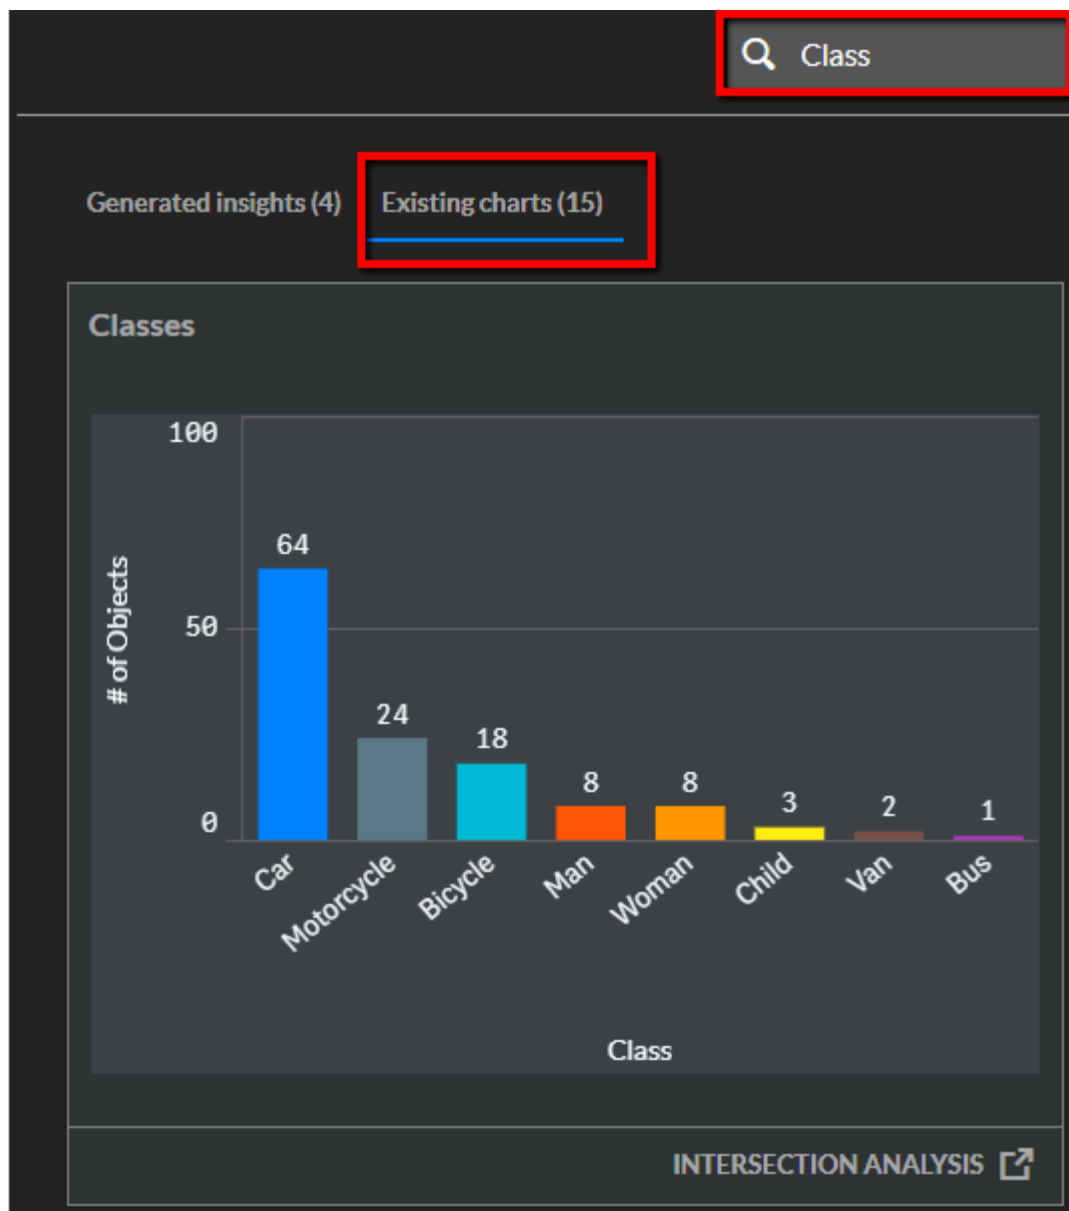 Class
Generated insights (4) Existing charts (15)
Classes
100
50
0
# of Objects
64
24
18
8
8
3
2
1
Car
Motorcycle
Bicycle
Man
Woman
Child
Van
Bus
Class
INTERSECTION ANALYSIS